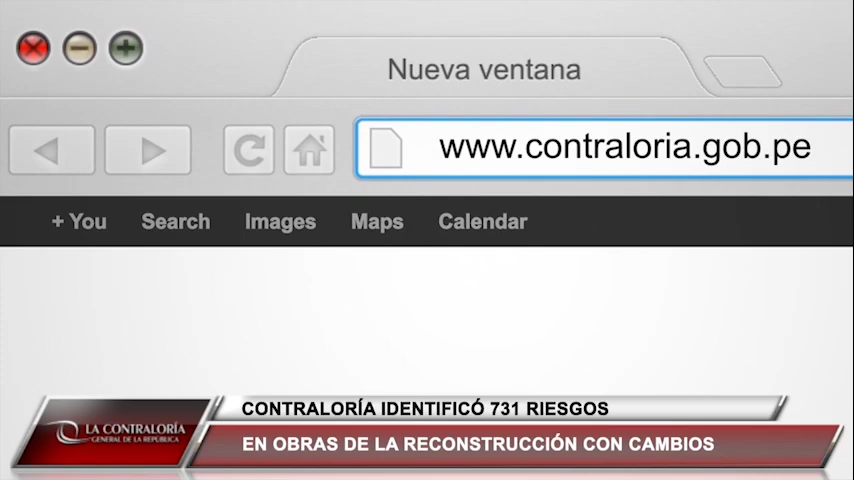 Nueva ventana
www.contraloria.gob.pe
+ You Search Images Maps Calendar
CONTRALORÍA IDENTIFICÓ 731 RIESGOS
LA CONTRALORÍA
GENERAL DE LA REPÚBLICA
EN OBRAS DE LA RECONSTRUCCIÓN CON CAMBIOS